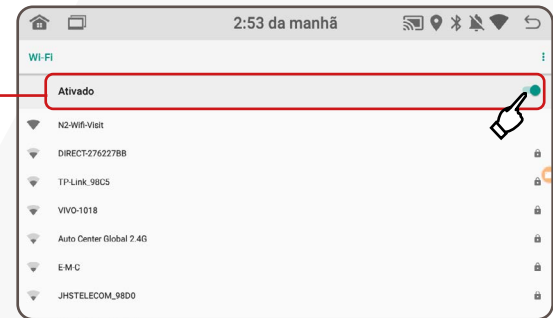 2:53 da manhã
Wi-Fi
Ativado
N2-Wifi-Visit
DIRECT-276227BB
TP-Link_98C5
VIVO-1018
Auto Center Global 2.4G
E-M-C
JHSTELECOM_98D0